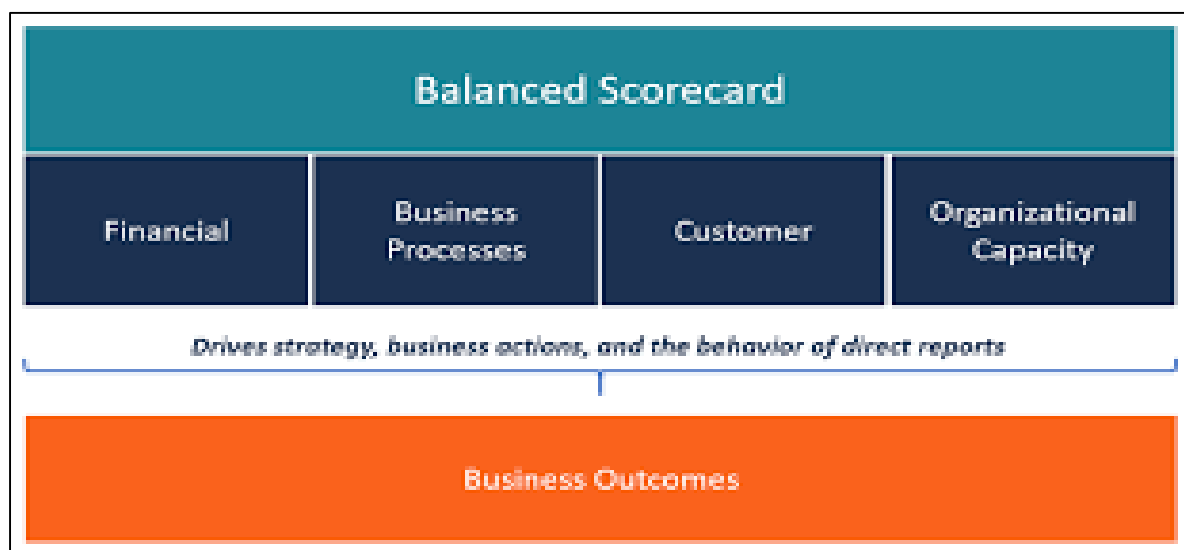 Balanced Scorecard
Financial
Business
Processes
Customer
Organizational
Capacity
Drives strategy, business actions, and the behavior of direct reports
Business Outcomes